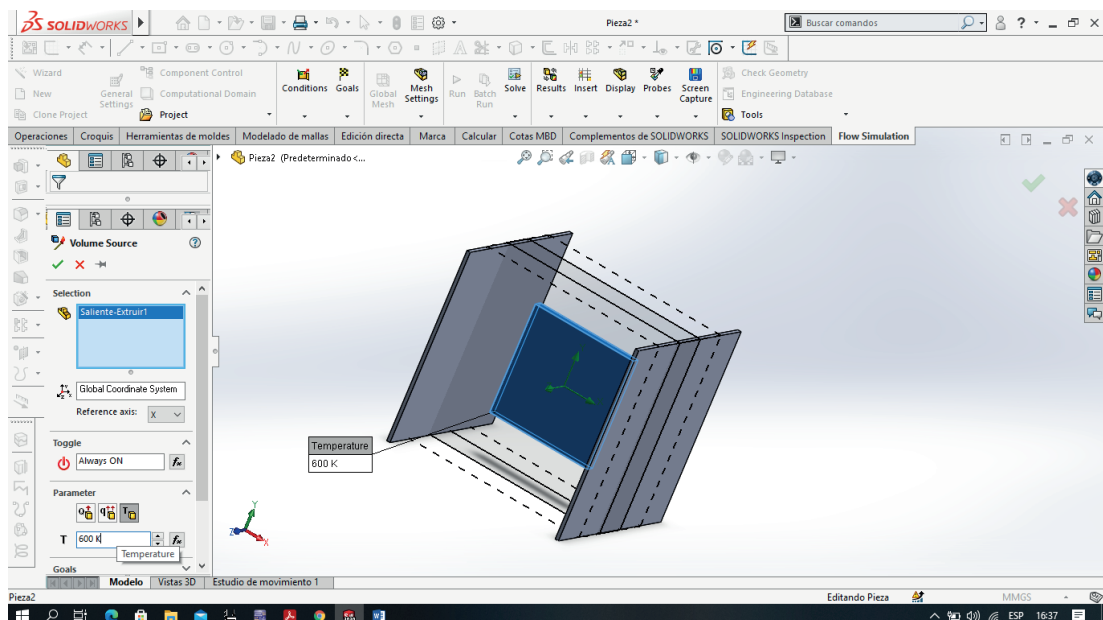 SOLIDWORKS
Pieza2 *
Buscar comandos
Wizard
New
Clone Project
General Settings
Component Control
Computational Domain
Project
Conditions
Goals
Global Mesh
Mesh Settings
Run
Batch Run
Solve
Results
Insert
Display
Probes
Screen Capture
Check Geometry
Engineering Database
Tools
Operaciones Croquis Herramientas de moldes Modelado de mallas Edición directa Marca Calcular Cotas MBD Complementos de SOLIDWORKS SOLIDWORKS Inspection Flow Simulation
Pieza2 (Predeterminado<...
Volume Source
Selection
Saliente-Extruir1
Global Coordinate System
Reference axis: X
Toggle
Always ON
Parameter
T 600 K
Temperature
Goals
Temperature
600 K
Y
Z
X
Modelo Vistas 3D Estudio de movimiento 1
Pieza2
Editando Pieza
MMGS
ESP 16:37